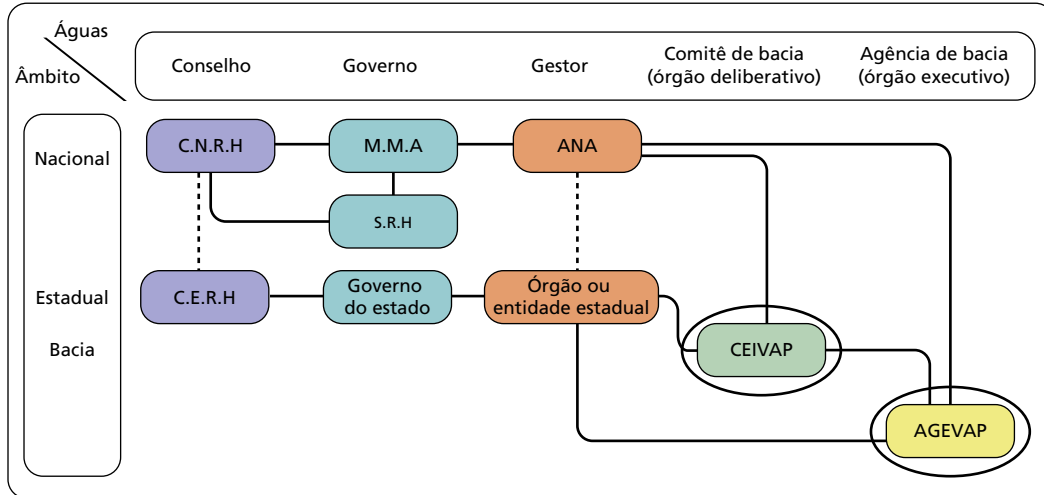 Águas
Âmbito
Conselho
Governo
Gestor
Comitê de bacia
(órgão deliberativo)
Agência de bacia
(órgão executivo)
Nacional
C.N.R.H
M.M.A
ANA
S.R.H
Estadual
C.E.R.H
Governo
do estado
Órgão ou
entidade estadual
Bacia
CEIVAP
AGEVAP